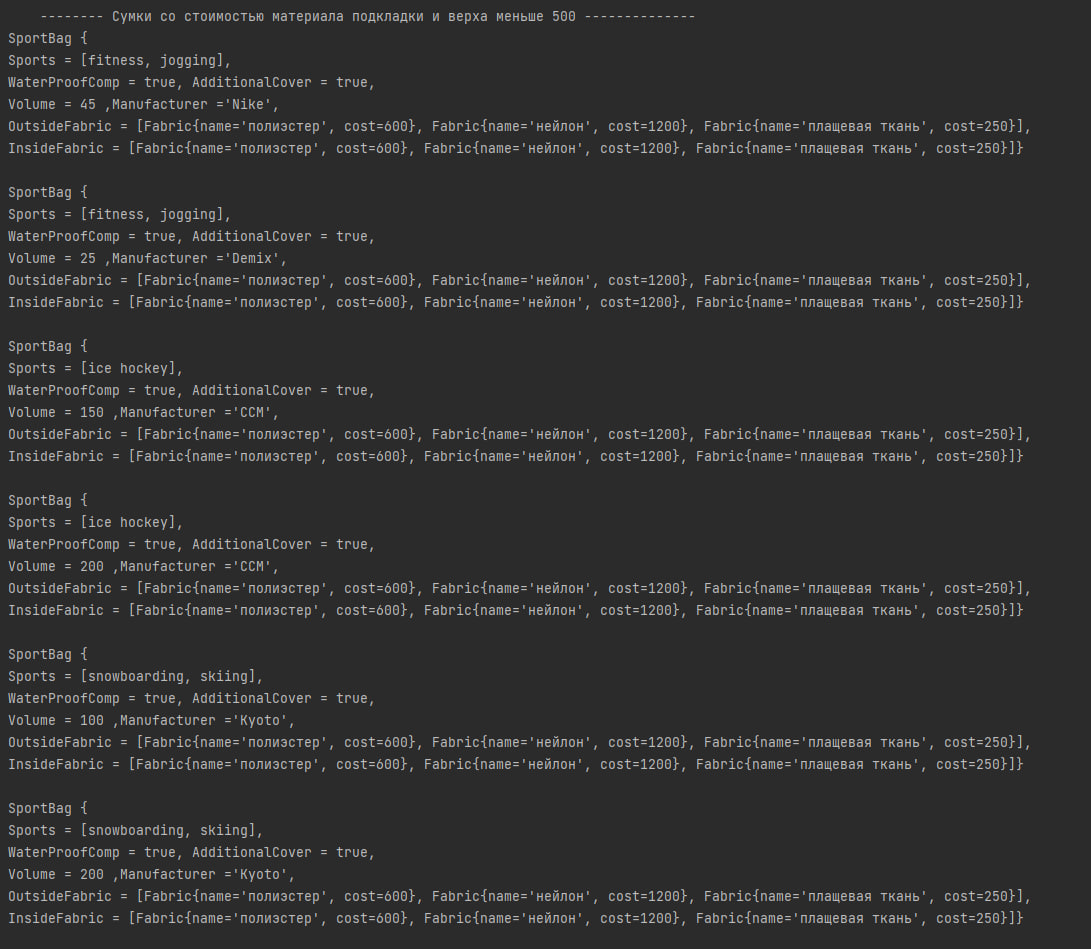 -------- Сумки со стоимостью материала подкладки и верха меньше 500 --------------
SportBag {
Sports = [fitness, jogging],
WaterProofComp = true, AdditionalCover = true,
Volume = 45 ,Manufacturer ='Nike',
OutsideFabric = [Fabric{name='полиэстер', cost=600}, Fabric{name='нейлон', cost=1200}, Fabric{name='плащевая ткань', cost=250}],
InsideFabric = [Fabric{name='полиэстер', cost=600}, Fabric{name='нейлон', cost=1200}, Fabric{name='плащевая ткань', cost=250}]}

SportBag {
Sports = [fitness, jogging],
WaterProofComp = true, AdditionalCover = true,
Volume = 25 ,Manufacturer ='Demix',
OutsideFabric = [Fabric{name='полиэстер', cost=600}, Fabric{name='нейлон', cost=1200}, Fabric{name='плащевая ткань', cost=250}],
InsideFabric = [Fabric{name='полиэстер', cost=600}, Fabric{name='нейлон', cost=1200}, Fabric{name='плащевая ткань', cost=250}]}

SportBag {
Sports = [ice hockey],
WaterProofComp = true, AdditionalCover = true,
Volume = 150 ,Manufacturer ='CCM',
OutsideFabric = [Fabric{name='полиэстер', cost=600}, Fabric{name='нейлон', cost=1200}, Fabric{name='плащевая ткань', cost=250}],
InsideFabric = [Fabric{name='полиэстер', cost=600}, Fabric{name='нейлон', cost=1200}, Fabric{name='плащевая ткань', cost=250}]}

SportBag {
Sports = [ice hockey],
WaterProofComp = true, AdditionalCover = true,
Volume = 200 ,Manufacturer ='CCM',
OutsideFabric = [Fabric{name='полиэстер', cost=600}, Fabric{name='нейлон', cost=1200}, Fabric{name='плащевая ткань', cost=250}],
InsideFabric = [Fabric{name='полиэстер', cost=600}, Fabric{name='нейлон', cost=1200}, Fabric{name='плащевая ткань', cost=250}]}

SportBag {
Sports = [snowboarding, skiing],
WaterProofComp = true, AdditionalCover = true,
Volume = 100 ,Manufacturer ='Kyoto',
OutsideFabric = [Fabric{name='полиэстер', cost=600}, Fabric{name='нейлон', cost=1200}, Fabric{name='плащевая ткань', cost=250}],
InsideFabric = [Fabric{name='полиэстер', cost=600}, Fabric{name='нейлон', cost=1200}, Fabric{name='плащевая ткань', cost=250}]}

SportBag {
Sports = [snowboarding, skiing],
WaterProofComp = true, AdditionalCover = true,
Volume = 200 ,Manufacturer ='Kyoto',
OutsideFabric = [Fabric{name='полиэстер', cost=600}, Fabric{name='нейлон', cost=1200}, Fabric{name='плащевая ткань', cost=250}],
InsideFabric = [Fabric{name='полиэстер', cost=600}, Fabric{name='нейлон', cost=1200}, Fabric{name='плащевая ткань', cost=250}]}